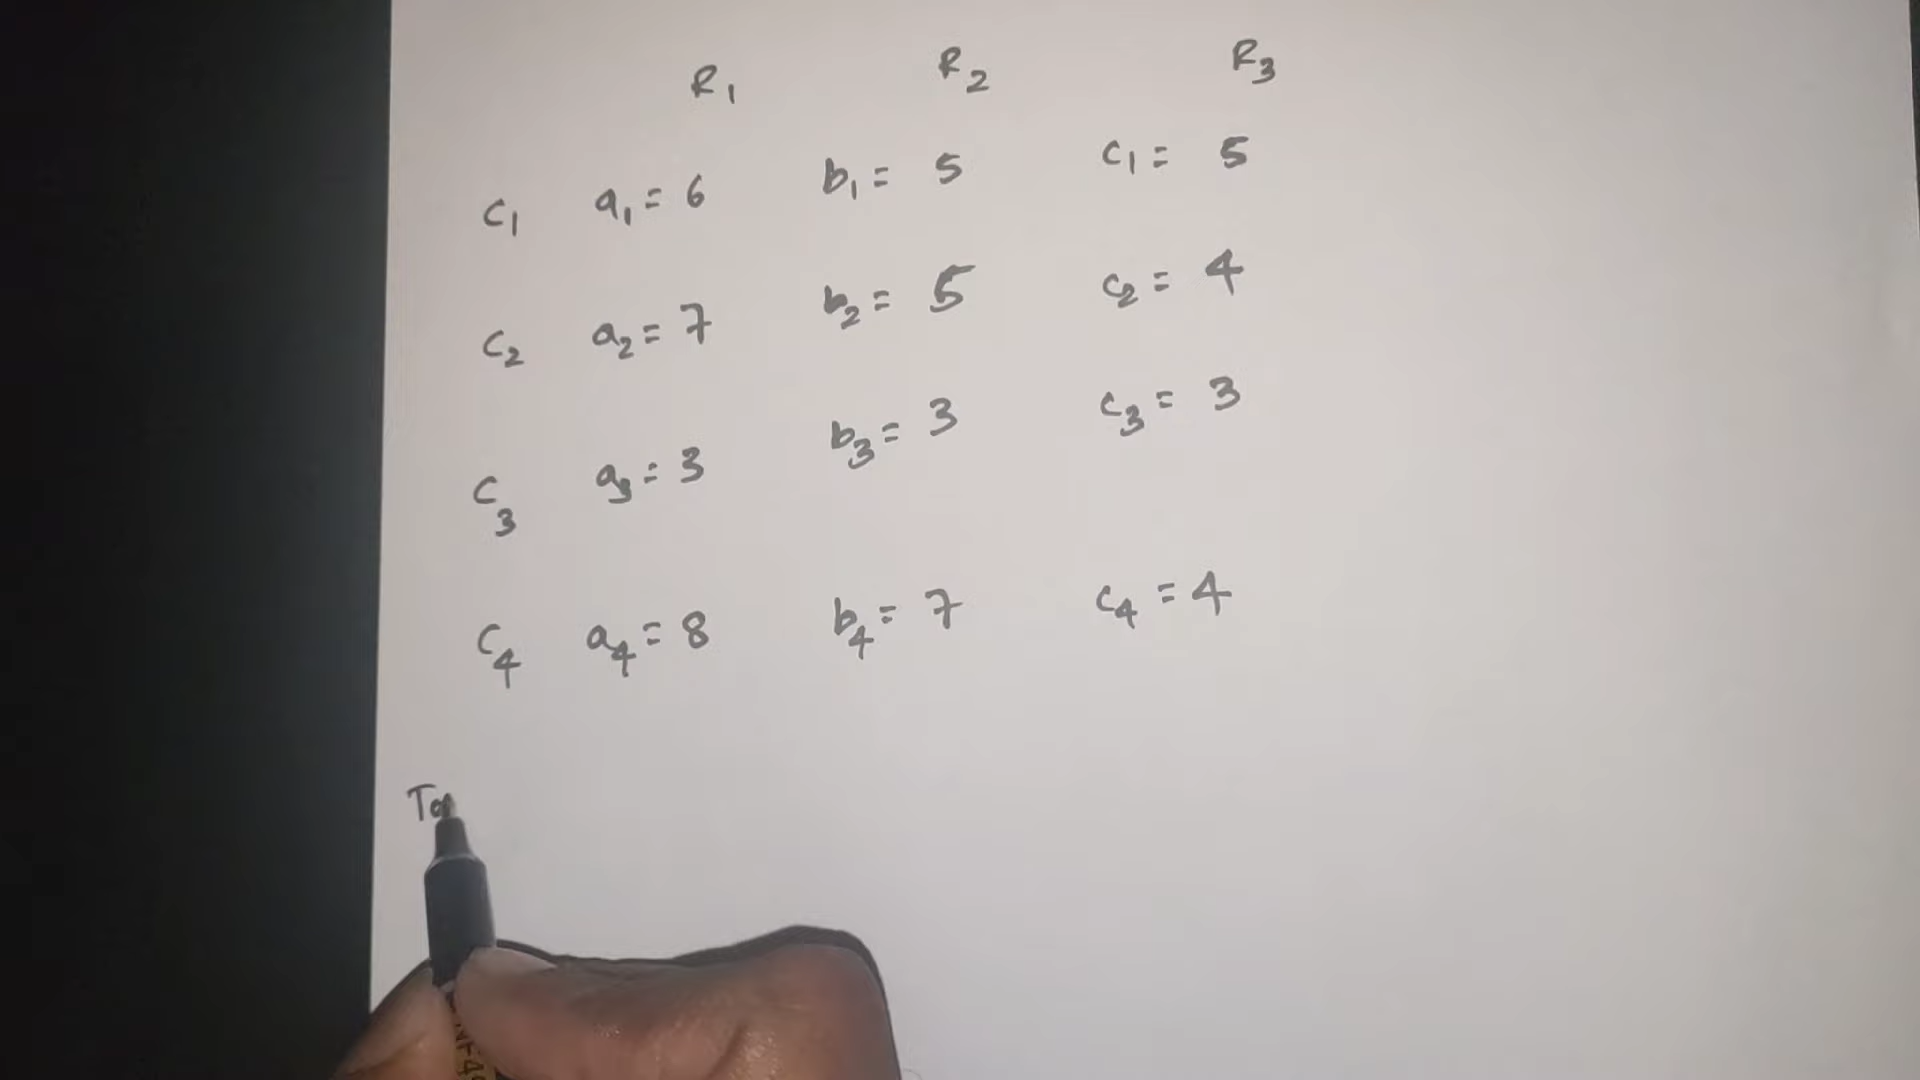 R1 R2 R3
C1 a1 = 6 b1 = 5 C1 = 5
C2 a2 = 7 b2 = 5 C2 = 4
C3 a3 = 3 b3 = 3 C3 = 3
C4 a4 = 8 b4 = 7 C4 = 4